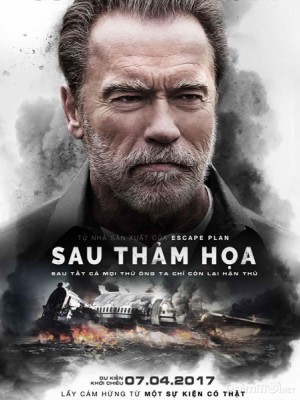 TỪ NHÀ SẢN XUẤT CỦA ESCAPE PLAN
SAU THẢM HỌA
SAU TẤT CẢ MỌI THỨ ÔNG TA CHỈ CÒN LẠI HẬN THÙ
DỰ KIẾN
KHỞI CHIẾU
07.04.2017
LẤY CẢM HỨNG TỪ MỘT SỰ KIỆN CÓ THẬT